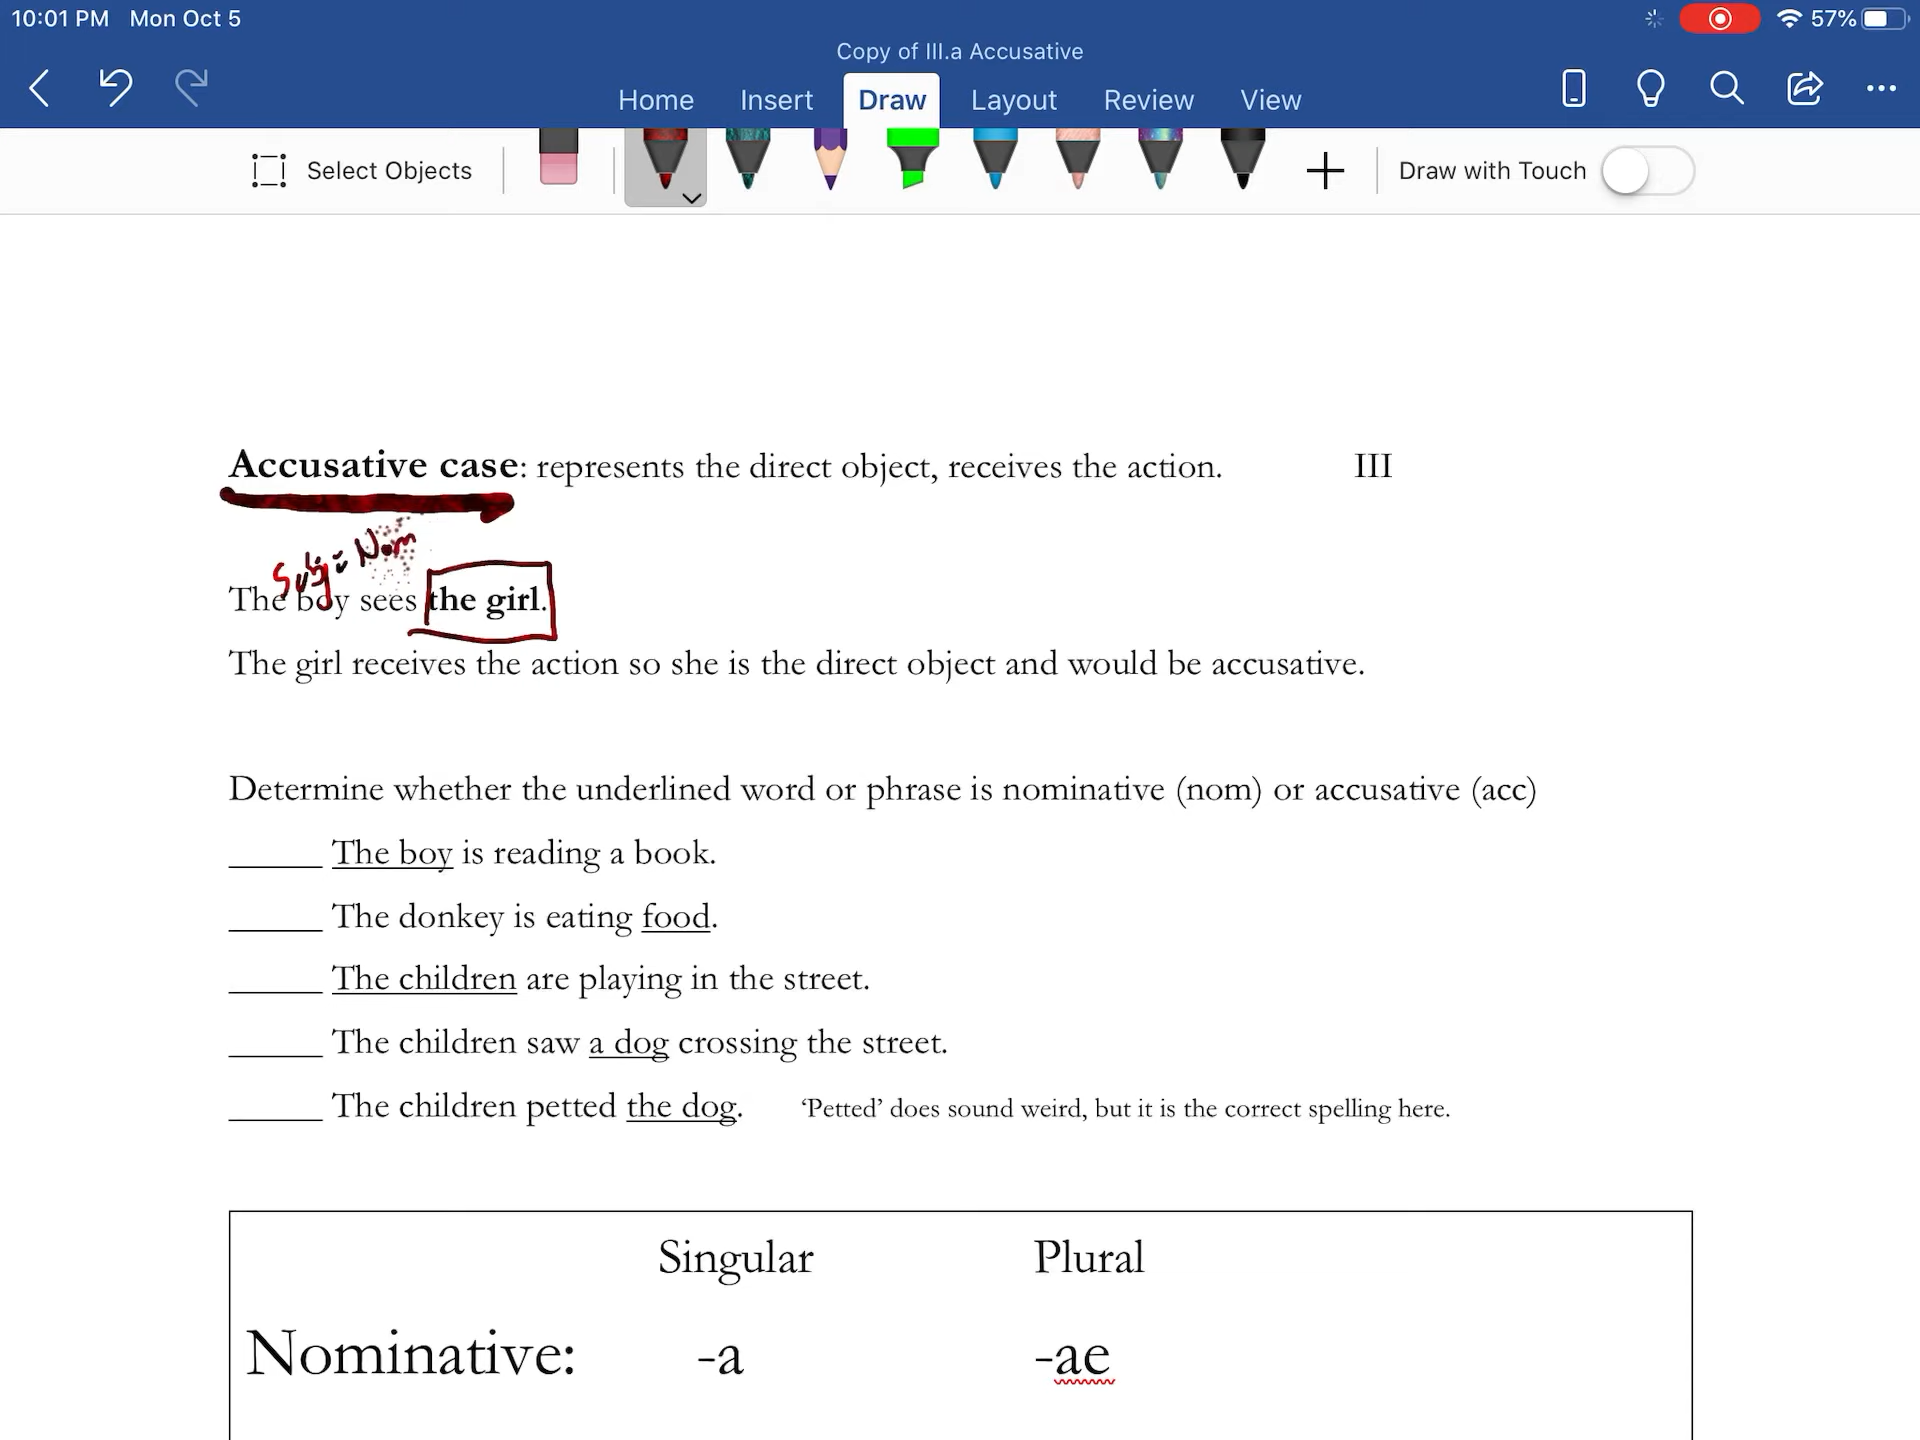 10:01 PM Mon Oct 5
57%
Copy of III.a Accusative
Home Insert Draw Layout Review View
Select Objects
Draw with Touch
Accusative case: represents the direct object, receives the action. III
Subj = Nom
The boy sees the girl.
The girl receives the action so she is the direct object and would be accusative.
Determine whether the underlined word or phrase is nominative (nom) or accusative (acc)
______ The boy is reading a book.
______ The donkey is eating food.
______ The children are playing in the street.
______ The children saw a dog crossing the street.
______ The children petted the dog. ‘Petted’ does sound weird, but it is the correct spelling here.
Singular Plural
Nominative: -a -ae